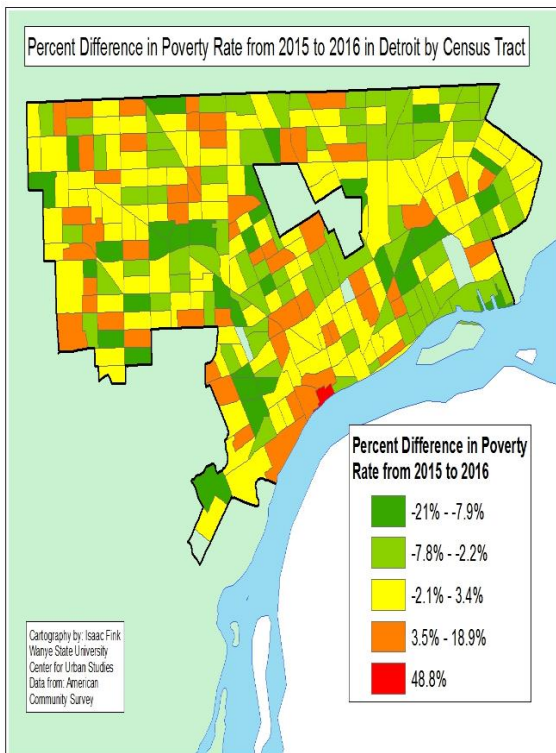 Percent Difference in Poverty Rate from 2015 to 2016 in Detroit by Census Tract
Percent Difference in Poverty
Rate from 2015 to 2016
-21% - -7.9%
-7.8% - -2.2%
-2.1% - 3.4%
3.5% - 18.9%
48.8%
Cartography by: Isaac Fink
Wanye State University
Center for Urban Studies
Data from: American
Community Survey